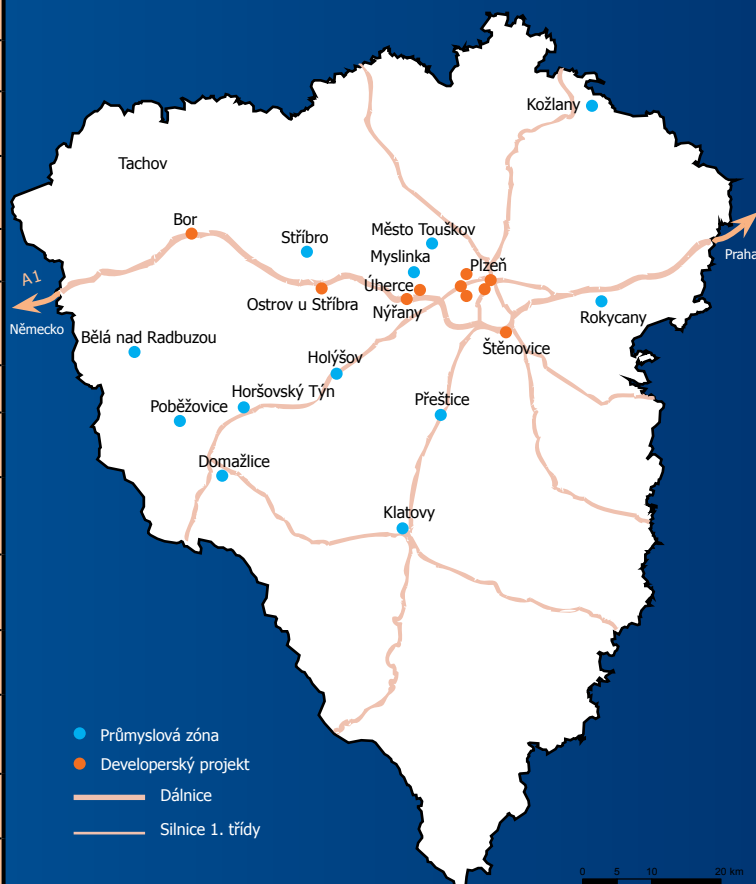 Kožlany
Tachov
Bor
Město Touškov
Stříbro
Myslinka
Praha
Plzeň
A1
Úherce
Ostrov u Stříbra
Nýřany
Rokycany
Německo
Bělá nad Radbuzou
Štěnovice
Holýšov
Horšovský Týn
Přeštice
Poběžovice
Domažlice
Klatovy
Průmyslová zóna
Developerský projekt
Dálnice
Silnice 1. třídy
0 5 10 20 km